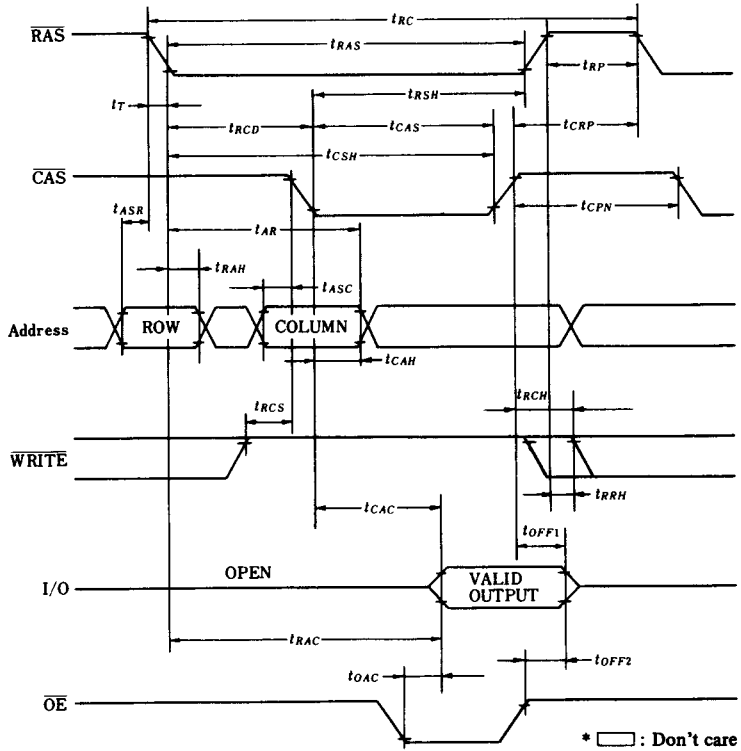 tRC
RAS
tRAS
tRP
tT
tRSH
tRCD
tCAS
tCRP
tCSH
CAS
tASR
tAR
tCPN
tRAH
tASC
Address
ROW
COLUMN
tCAH
tRCS
tRCH
WRITE
tRRH
tCAC
tOFF1
OPEN
I/O
VALID
OUTPUT
tRAC
tOAC
tOFF2
OE
* : Don't care